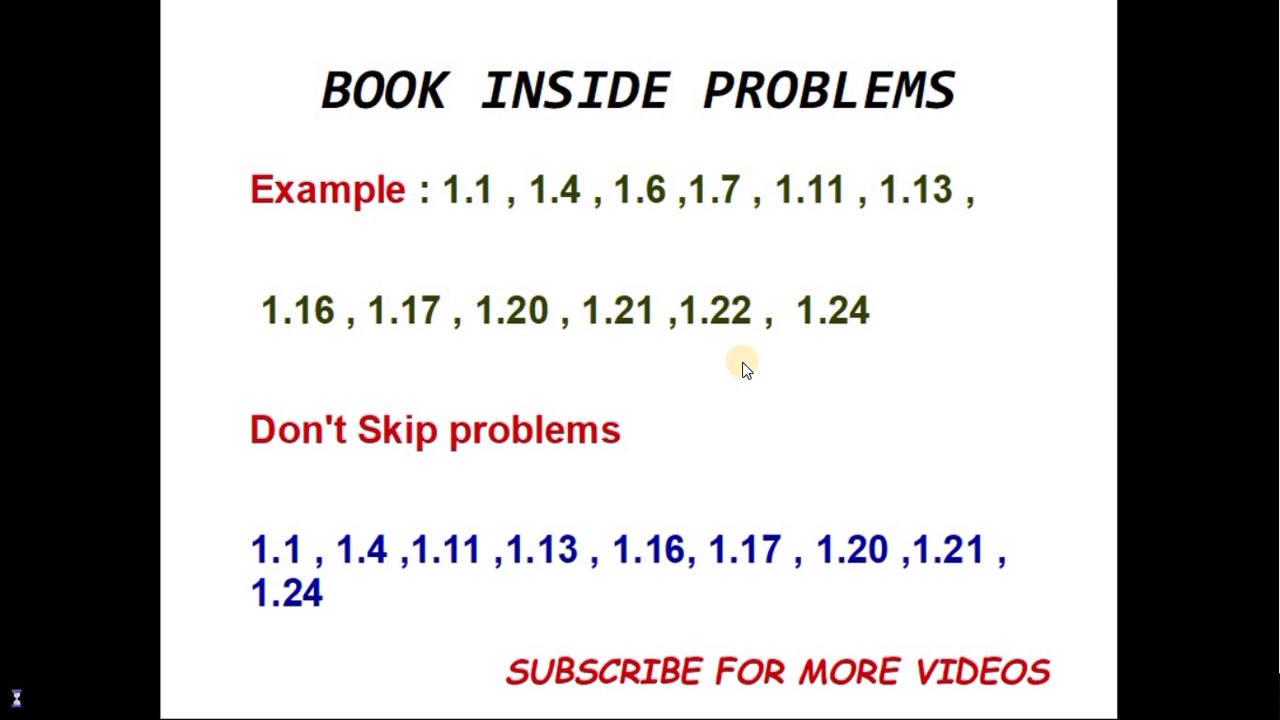 BOOK INSIDE PROBLEMS
Example : 1.1 , 1.4 , 1.6 ,1.7 , 1.11 , 1.13 ,
1.16 , 1.17 , 1.20 , 1.21 ,1.22 , 1.24
Don't Skip problems
1.1 , 1.4 ,1.11 ,1.13 , 1.16, 1.17 , 1.20 ,1.21 ,
1.24
SUBSCRIBE FOR MORE VIDEOS